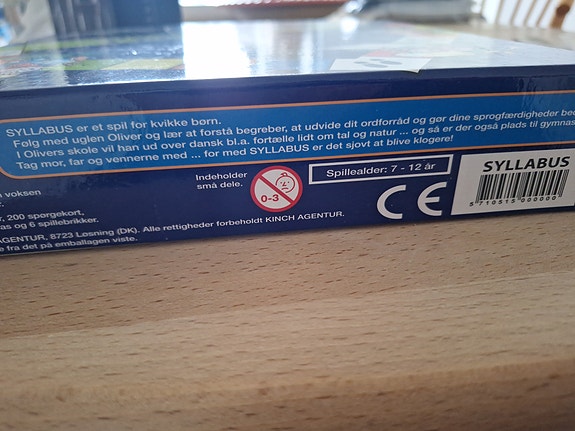 SYLLABUS er et spil for kvikke børn.
Følg med uglen Oliver og lær at forstå begreber, at udvide dit ordforråd og gør dine sprogfærdigheder
I Olivers skole vil han ud over dansk bl.a. fortælle lidt om tal og natur ... og så er der også plads til
Tag mor, far og vennerne med ... for med SYLLABUS er det sjovt at blive klogere!
voksen
200 spørgekort,
as og 6 spillebrikker.
AGENTUR, 8723 Løsning (DK). Alle rettigheder forbeholdt KINCH AGENTUR.
fra det på emballagen viste.
Indeholder
små dele.
0-3
Spillealder: 7 - 12 år
CE
SYLLABUS
5 710515 000000